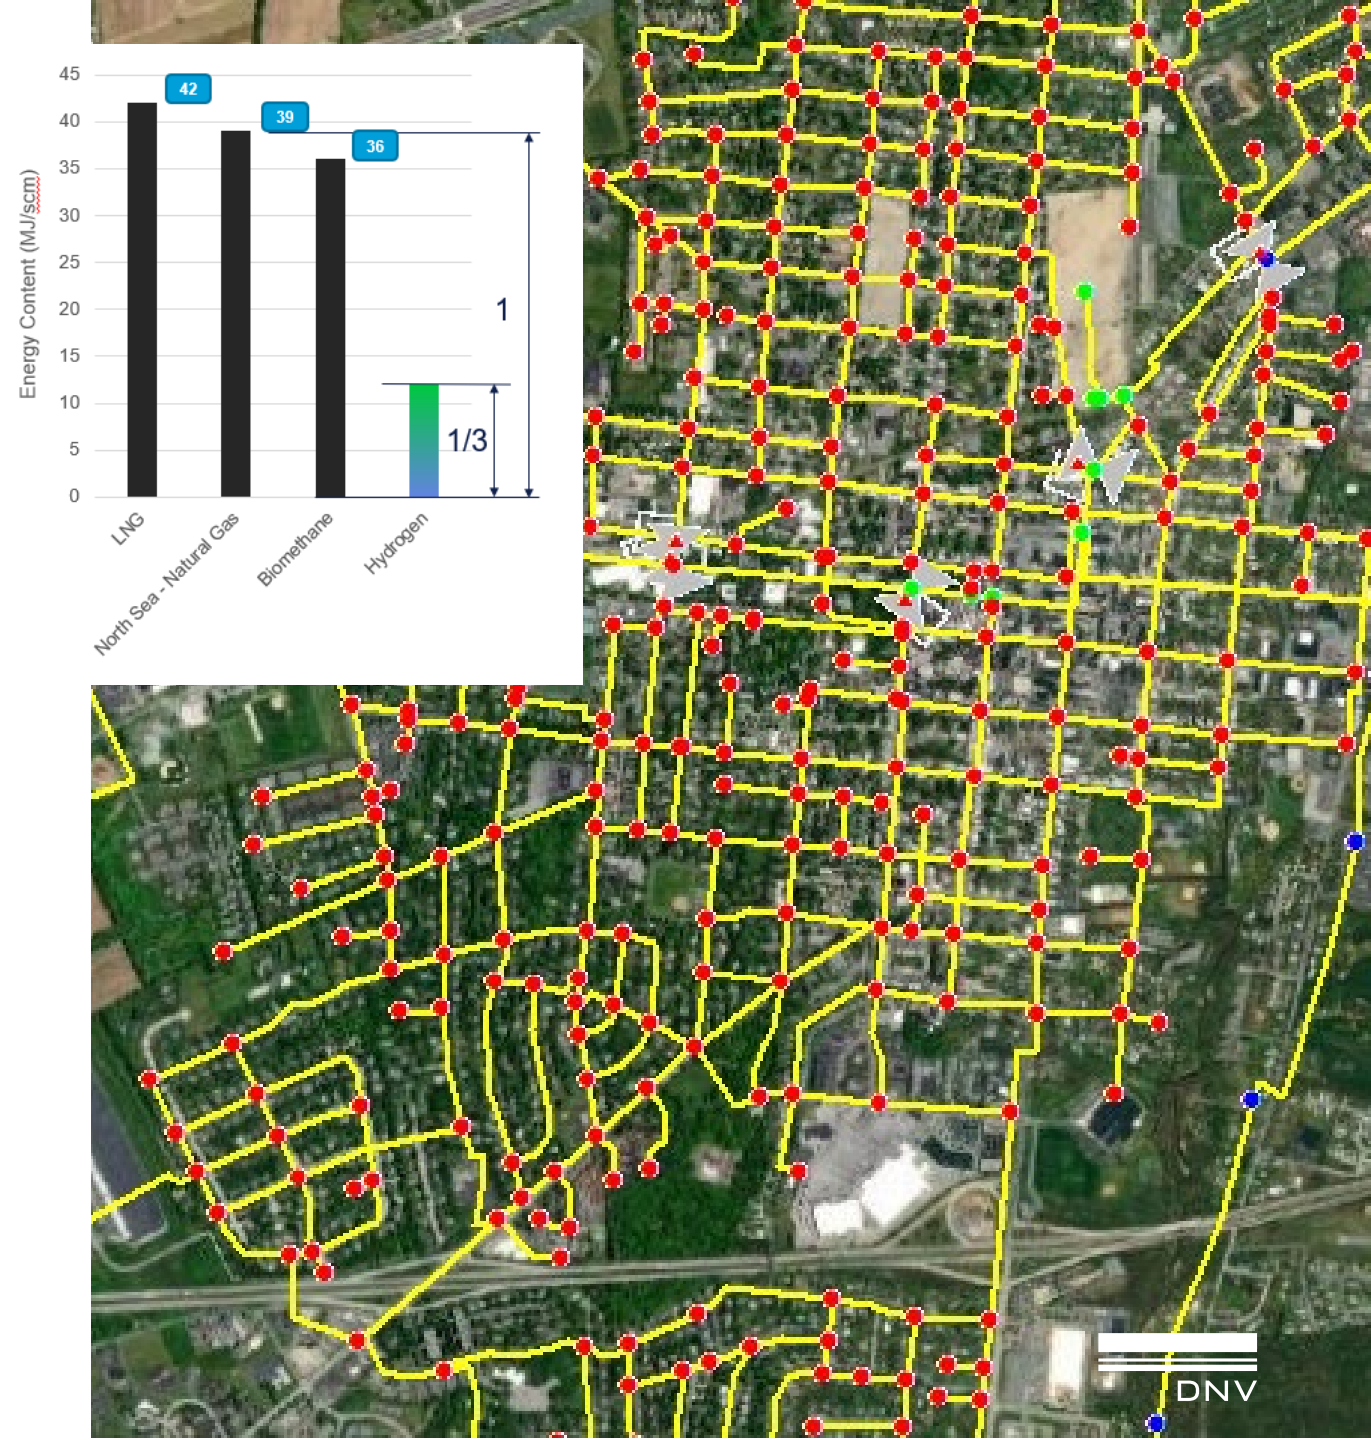 45
42
40
39
36
35
30
25
20
1
15
10
1/3
5
0
Energy Content (MJ/scm)
LNG
North Sea - Natural Gas
Biomethane
Hydrogen
DNV